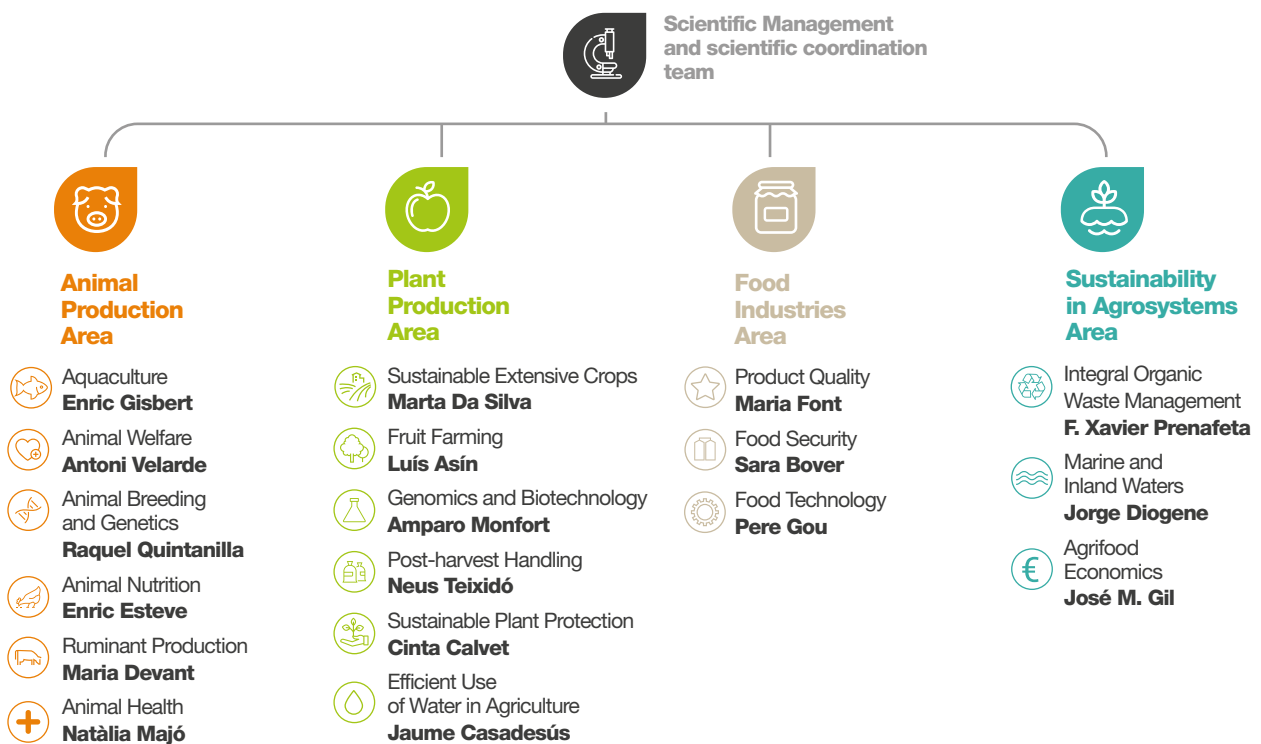 Scientific Management
and scientific coordination
team
Animal
Production
Area
Aquaculture
Enric Gisbert
Animal Welfare
Antoni Velarde
Animal Breeding
and Genetics
Raquel Quintanilla
Animal Nutrition
Enric Esteve
Ruminant Production
Maria Devant
Animal Health
Natàlia Majó
Plant
Production
Area
Sustainable Extensive Crops
Marta Da Silva
Fruit Farming
Luís Asín
Genomics and Biotechnology
Amparo Monfort
Post-harvest Handling
Neus Teixidó
Sustainable Plant Protection
Cinta Calvet
Efficient Use
of Water in Agriculture
Jaume Casadesús
Food
Industries
Area
Product Quality
Maria Font
Food Security
Sara Bover
Food Technology
Pere Gou
Sustainability
in Agrosystems
Area
Integral Organic
Waste Management
F. Xavier Prenafeta
Marine and
Inland Waters
Jorge Diogene
€
Agrifood
Economics
José M. Gil